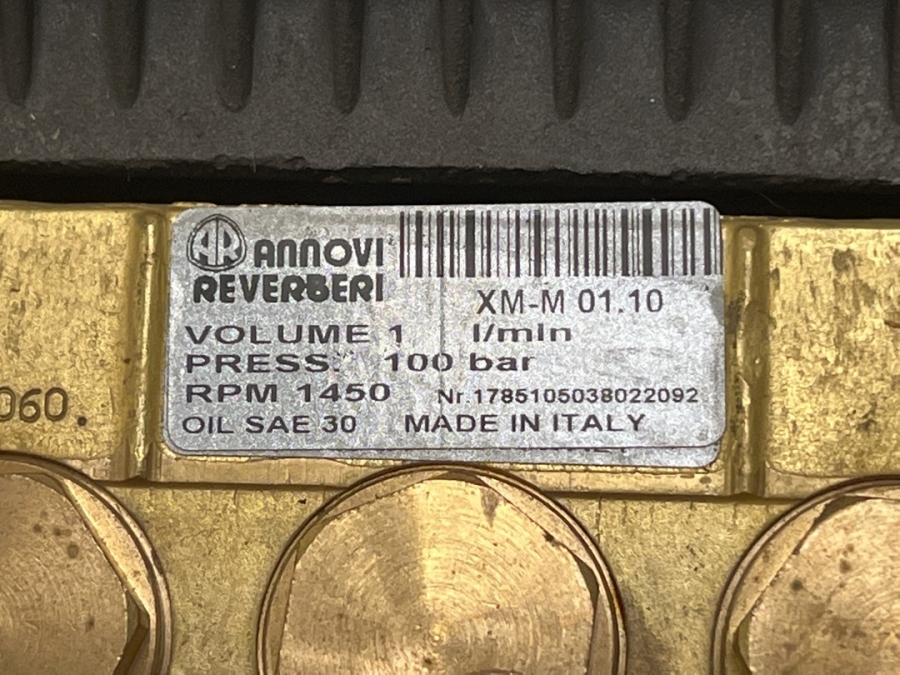 AR ANNOVI
REVERBERI
XM-M 01.10
VOLUME 1 l/min
PRESS: 100 bar
RPM 1450 Nr.1785105038022092
OIL SAE 30 MADE IN ITALY
060.